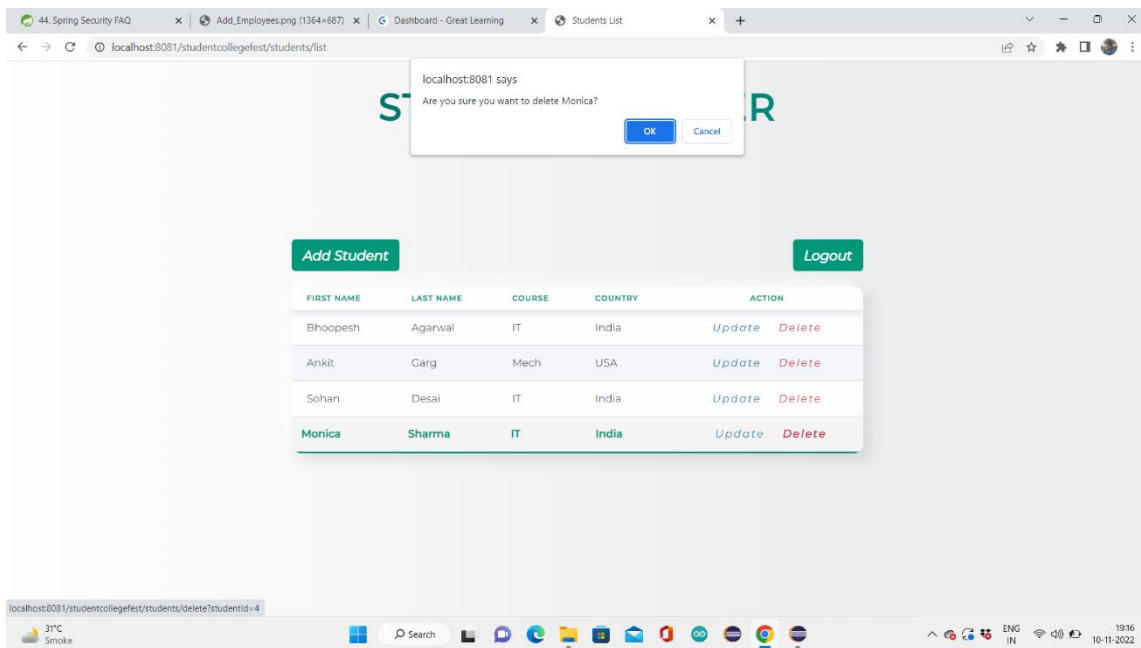 44. Spring Security FAQ
Add_Employees.png (1364×687)
Dashboard - Great Learning
Students List
localhost:8081/studentcollegefest/students/list
localhost:8081 says
Are you sure you want to delete Monica?
OK Cancel
Add Student Logout
FIRST NAME LAST NAME COURSE COUNTRY ACTION
Bhoopesh Agarwal IT India Update Delete
Ankit Garg Mech USA Update Delete
Sohan Desai IT India Update Delete
Monica Sharma IT India Update Delete
localhost:8081/studentcollegefest/students/delete?studentId=4
31°C
Smoke
Search
ENG
IN
19:16
10-11-2022